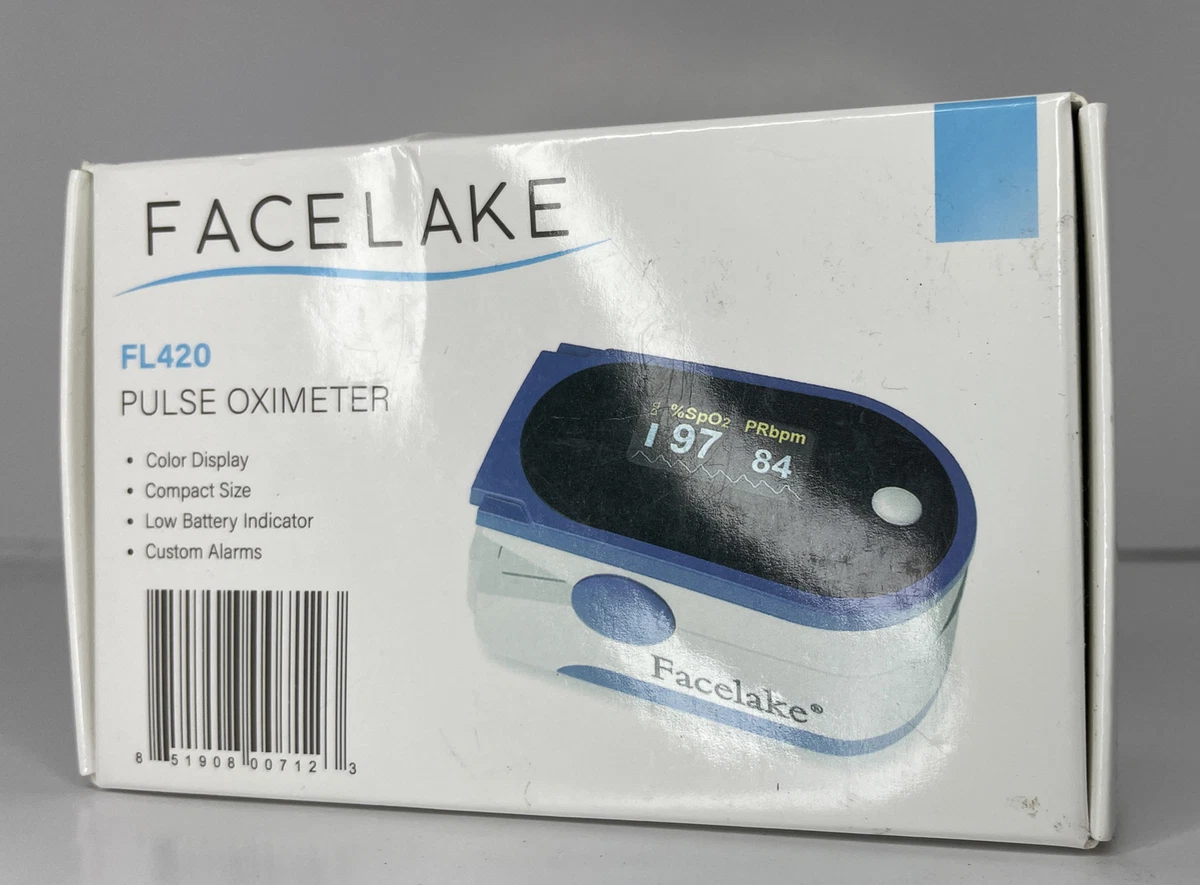 FACELAKE
FL420
PULSE OXIMETER
• Color Display
• Compact Size
• Low Battery Indicator
• Custom Alarms
8 51908 00712 3
%SpO2 PRbpm
97 84
Facelake®